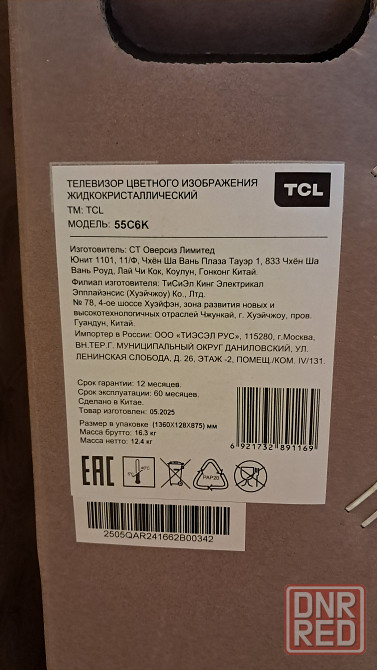 ТЕЛЕВИЗОР ЦВЕТНОГО ИЗОБРАЖЕНИЯ
ЖИДКОКРИСТАЛЛИЧЕСКИЙ
TCL
ТМ: TCL
МОДЕЛЬ: 55C6K
Изготовитель: СТ Оверсиз Лимитед
Юнит 1101, 11/Ф, Чхён Ша Вань Плаза Тауэр 1, 833 Чхён Ша
Вань Роуд, Лай Чи Кок, Коулун, Гонконг Китай.
Филиал изготовителя: ТиСиЭл Кинг Электрикал
Эпплайэнсис (Хуэйчжоу) Ко., Лтд.
№ 78, 4-ое шоссе Хуэйфэн, зона развития новых и
высокотехнологичных отраслей Чжункай, г. Хуэйчжоу, пров.
Гуандун, Китай.
Импортер в России: ООО «ТИЭСЭЛ РУС», 115280, г.Москва,
ВН.ТЕР.Г. МУНИЦИПАЛЬНЫЙ ОКРУГ ДАНИЛОВСКИЙ, УЛ.
ЛЕНИНСКАЯ СЛОБОДА, Д. 26, ЭТАЖ -2, ПОМЕЩ./КОМ. IV/131.
Срок гарантии: 12 месяцев.
Срок эксплуатации: 60 месяцев.
Сделано в Китае.
Товар изготовлен: 05.2025
Размер в упаковке (1360X128X875) мм
Масса брутто: 16.3 кг
Масса нетто: 12.4 кг
6 921732 891169
EAC
5°C
40°C
PAP20
2505QAR241662B00342
DNR
RED